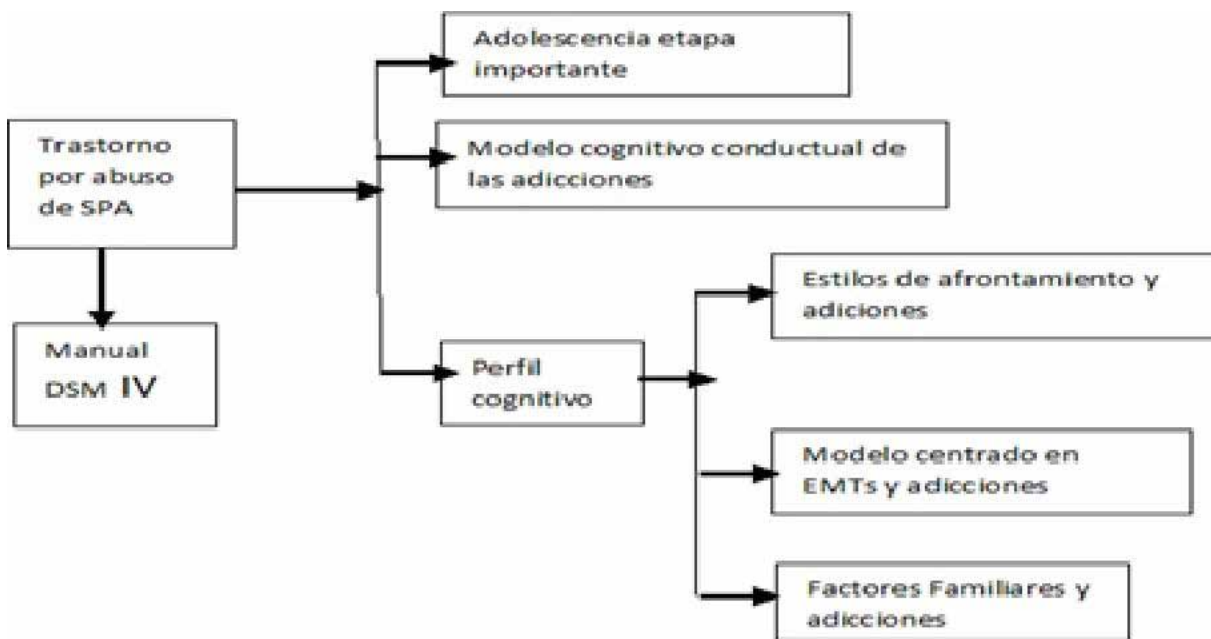 Adolescencia etapa
importante
Trastorno
por abuso
de SPA
Modelo cognitivo conductual de
las adicciones
Manual
DSM IV
Perfil
cognitivo
Estilos de afrontamiento y
adiciones
Modelo centrado en
EMTs y adicciones
Factores Familiares y
adicciones